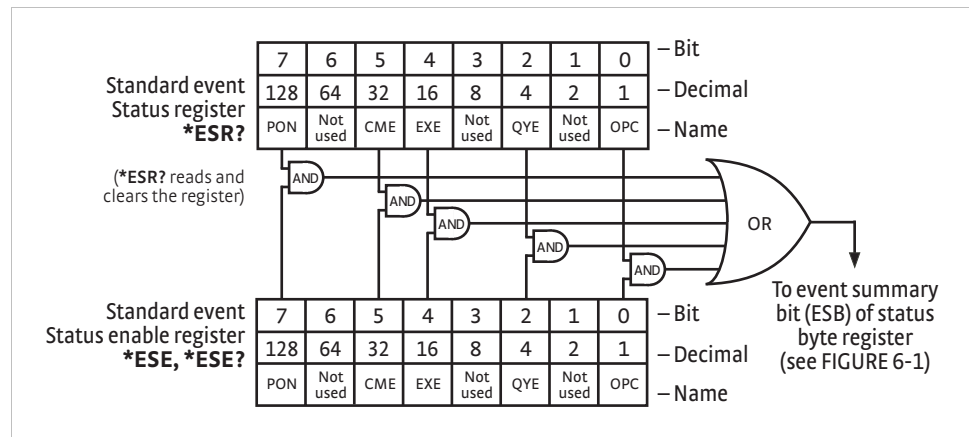 7 6 5 4 3 2 1 0 – Bit
Standard event
Status register
*ESR?
128 64 32 16 8 4 2 1 – Decimal
PON Not used CME EXE Not used QYE Not used OPC – Name
(*ESR? reads and
clears the register)
AND
AND
AND
AND
AND
OR
To event summary
bit (ESB) of status
byte register
(see FIGURE 6-1)
Standard event
Status enable register
*ESE, *ESE?
7 6 5 4 3 2 1 0 – Bit
128 64 32 16 8 4 2 1 – Decimal
PON Not used CME EXE Not used QYE Not used OPC – Name